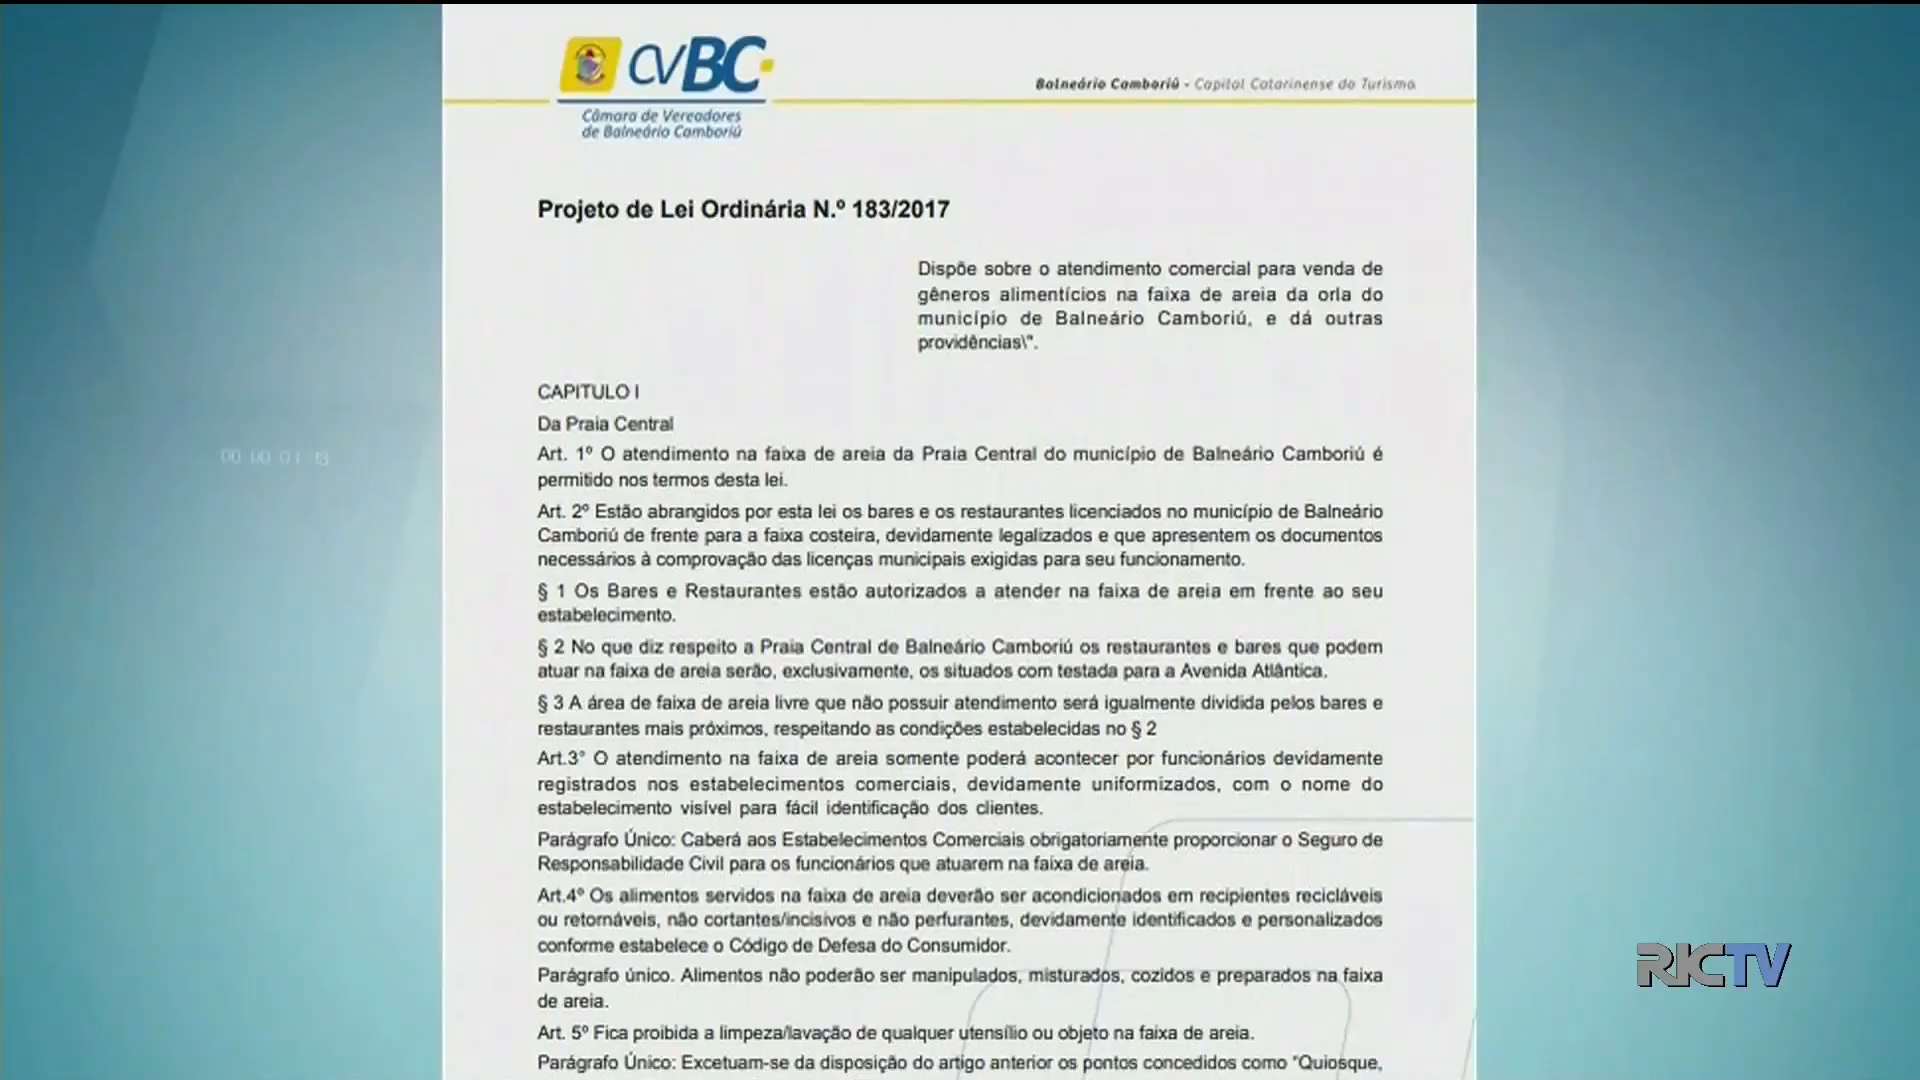 CVBC
Câmara de Vereadores
de Balneário Camboriú
Balneário Camboriú - Capital Catarinense do Turismo
Projeto de Lei Ordinária N.º 183/2017
Dispõe sobre o atendimento comercial para venda de
gêneros alimentícios na faixa de areia da orla do
município de Balneário Camboriú, e dá outras
providências\".
CAPITULO I
Da Praia Central
Art. 1º O atendimento na faixa de areia da Praia Central do município de Balneário Camboriú é
permitido nos termos desta lei.
Art. 2º Estão abrangidos por esta lei os bares e os restaurantes licenciados no município de Balneário
Camboriú de frente para a faixa costeira, devidamente legalizados e que apresentem os documentos
necessários à comprovação das licenças municipais exigidas para seu funcionamento.
§ 1 Os Bares e Restaurantes estão autorizados a atender na faixa de areia em frente ao seu
estabelecimento.
§ 2 No que diz respeito a Praia Central de Balneário Camboriú os restaurantes e bares que podem
atuar na faixa de areia serão, exclusivamente, os situados com testada para a Avenida Atlântica.
§ 3 A área de faixa de areia livre que não possuir atendimento será igualmente dividida pelos bares e
restaurantes mais próximos, respeitando as condições estabelecidas no § 2
Art.3° O atendimento na faixa de areia somente poderá acontecer por funcionários devidamente
registrados nos estabelecimentos comerciais, devidamente uniformizados, com o nome do
estabelecimento visível para fácil identificação dos clientes.
Parágrafo Único: Caberá aos Estabelecimentos Comerciais obrigatoriamente proporcionar o Seguro de
Responsabilidade Civil para os funcionários que atuarem na faixa de areia.
Art.4º Os alimentos servidos na faixa de areia deverão ser acondicionados em recipientes recicláveis
ou retornáveis, não cortantes/incisivos e não perfurantes, devidamente identificados e personalizados
conforme estabelece o Código de Defesa do Consumidor.
Parágrafo único. Alimentos não poderão ser manipulados, misturados, cozidos e preparados na faixa
de areia.
Art. 5º Fica proibida a limpeza/lavação de qualquer utensílio ou objeto na faixa de areia.
Parágrafo Único: Excetuam-se da disposição do artigo anterior os pontos concedidos como "Quiosque,
RICTV